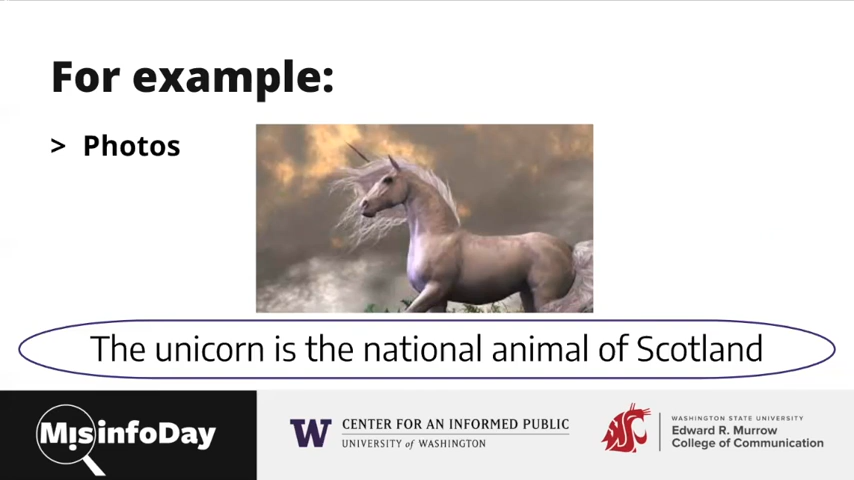 For example:
> Photos
The unicorn is the national animal of Scotland
MisinfoDay
W CENTER FOR AN INFORMED PUBLIC
UNIVERSITY of WASHINGTON
WASHINGTON STATE UNIVERSITY
Edward R. Murrow
College of Communication